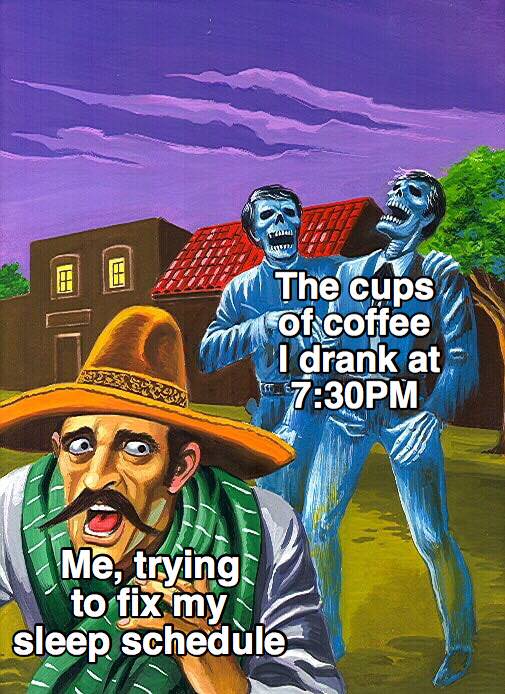 The cups
of coffee
I drank at
7:30PM
Me, trying
to fix my
sleep schedule